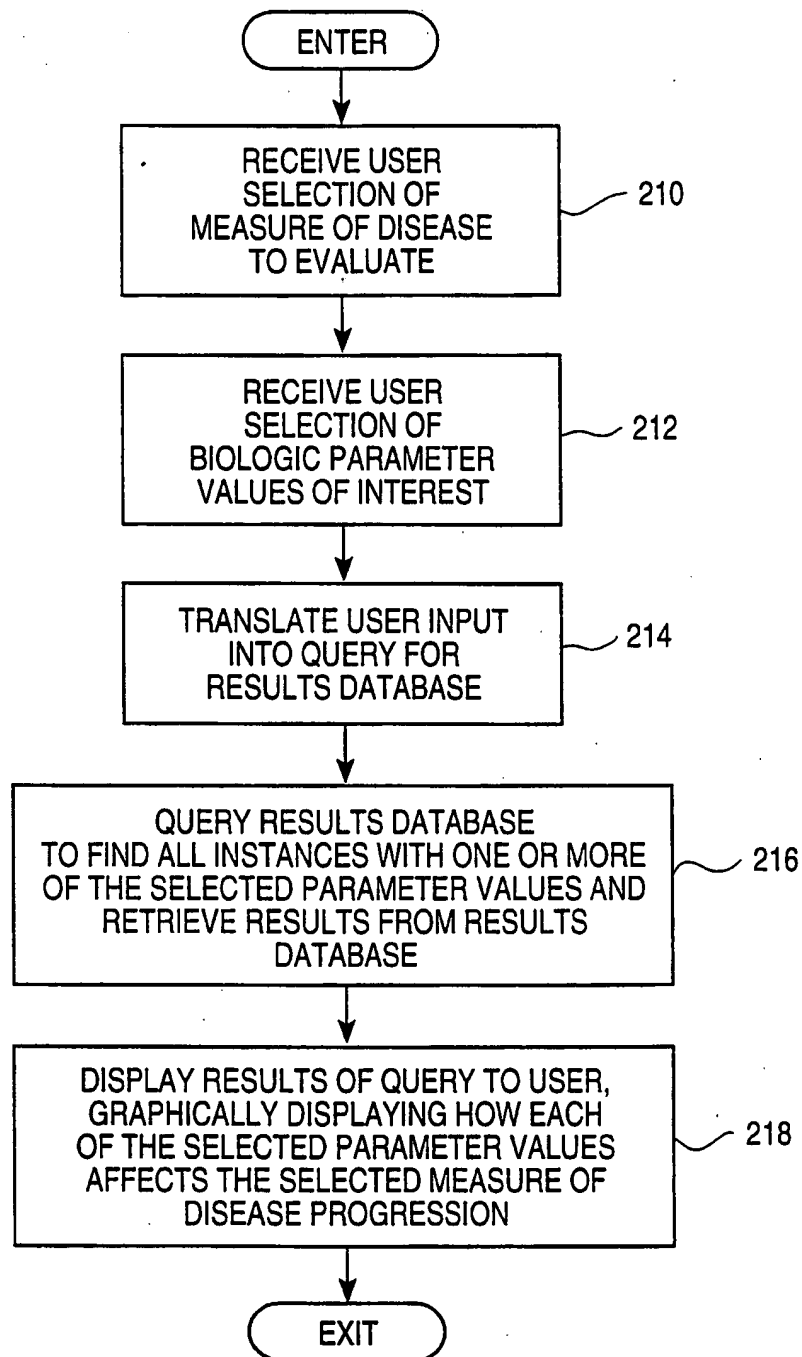 ENTER
RECEIVE USER
SELECTION OF
MEASURE OF DISEASE
TO EVALUATE
210
RECEIVE USER
SELECTION OF
BIOLOGIC PARAMETER
VALUES OF INTEREST
212
TRANSLATE USER INPUT
INTO QUERY FOR
RESULTS DATABASE
214
QUERY RESULTS DATABASE
TO FIND ALL INSTANCES WITH ONE OR MORE
OF THE SELECTED PARAMETER VALUES AND
RETRIEVE RESULTS FROM RESULTS
DATABASE
216
DISPLAY RESULTS OF QUERY TO USER,
GRAPHICALLY DISPLAYING HOW EACH
OF THE SELECTED PARAMETER VALUES
AFFECTS THE SELECTED MEASURE OF
DISEASE PROGRESSION
218
EXIT